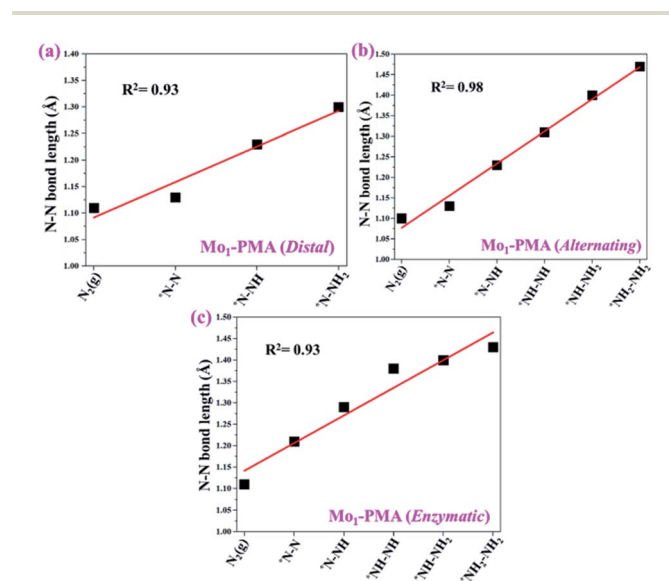 (a)
R²= 0.93
N-N bond length (Å)
1.40
1.35
1.30
1.25
1.20
1.15
1.10
1.05
1.00
Mo₁-PMA (Distal)
N₂(g)
*N-N
*N-NH
*N-NH₂
(b)
R²= 0.98
N-N bond length (Å)
1.50
1.45
1.40
1.35
1.30
1.25
1.20
1.15
1.10
1.05
1.00
Mo₁-PMA (Alternating)
N₂(g)
*N-N
*N-NH
*NH-NH
*NH-NH₂
*NH₂-NH₂
(c)
R²= 0.93
N-N bond length (Å)
1.50
1.45
1.40
1.35
1.30
1.25
1.20
1.15
1.10
1.05
1.00
Mo₁-PMA (Enzymatic)
N₂(g)
*N-N
*N-NH
*NH-NH
*NH-NH₂
*NH₂-NH₂